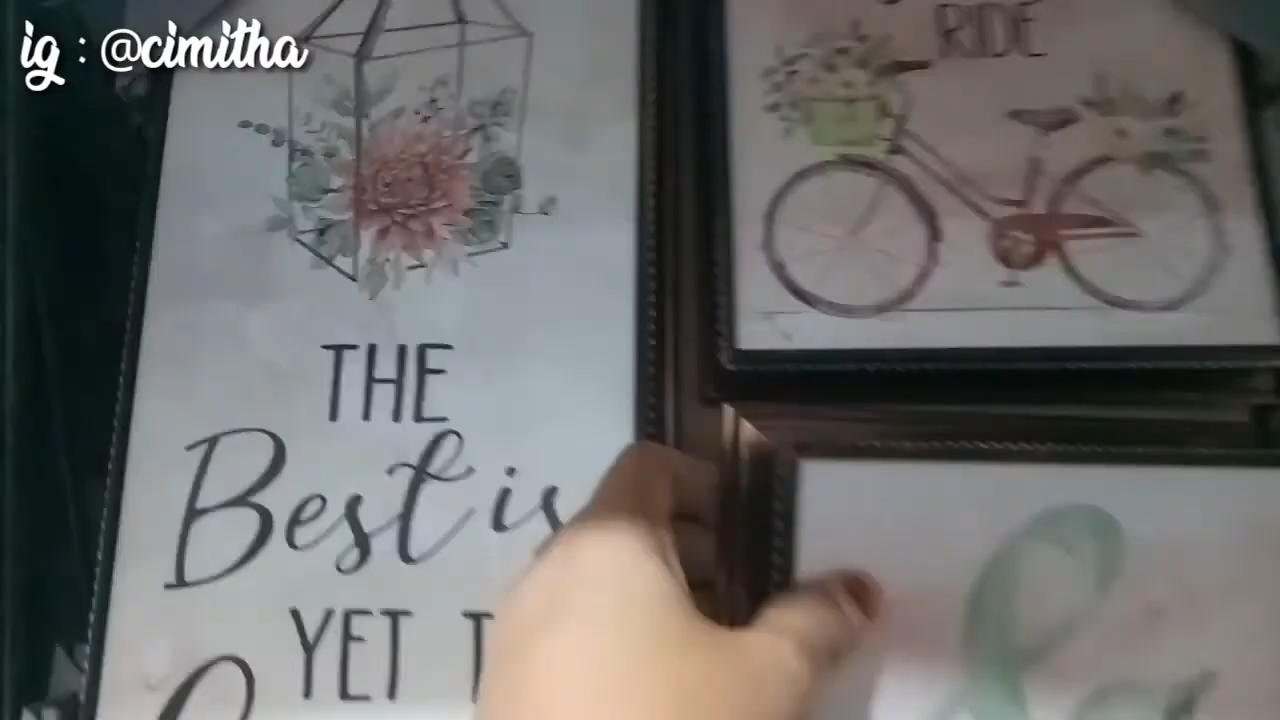 ig : @cimitha
RIDE
THE
Best is
YET